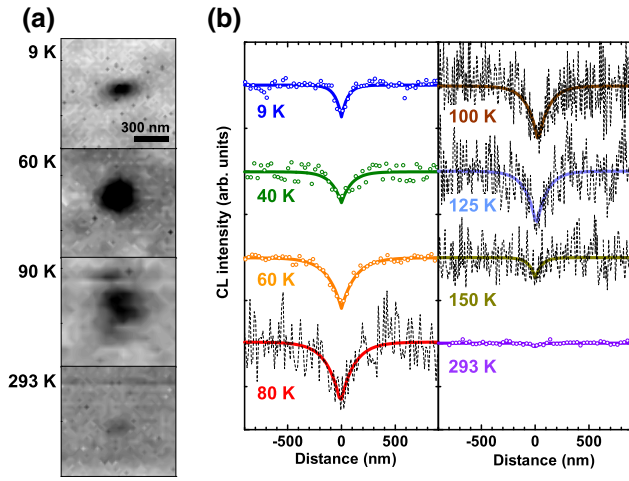 (a)
9 K
300 nm
60 K
90 K
293 K
(b)
CL intensity (arb. units)
9 K
40 K
60 K
80 K
100 K
125 K
150 K
293 K
-500 0 500
Distance (nm)
-500 0 500
Distance (nm)